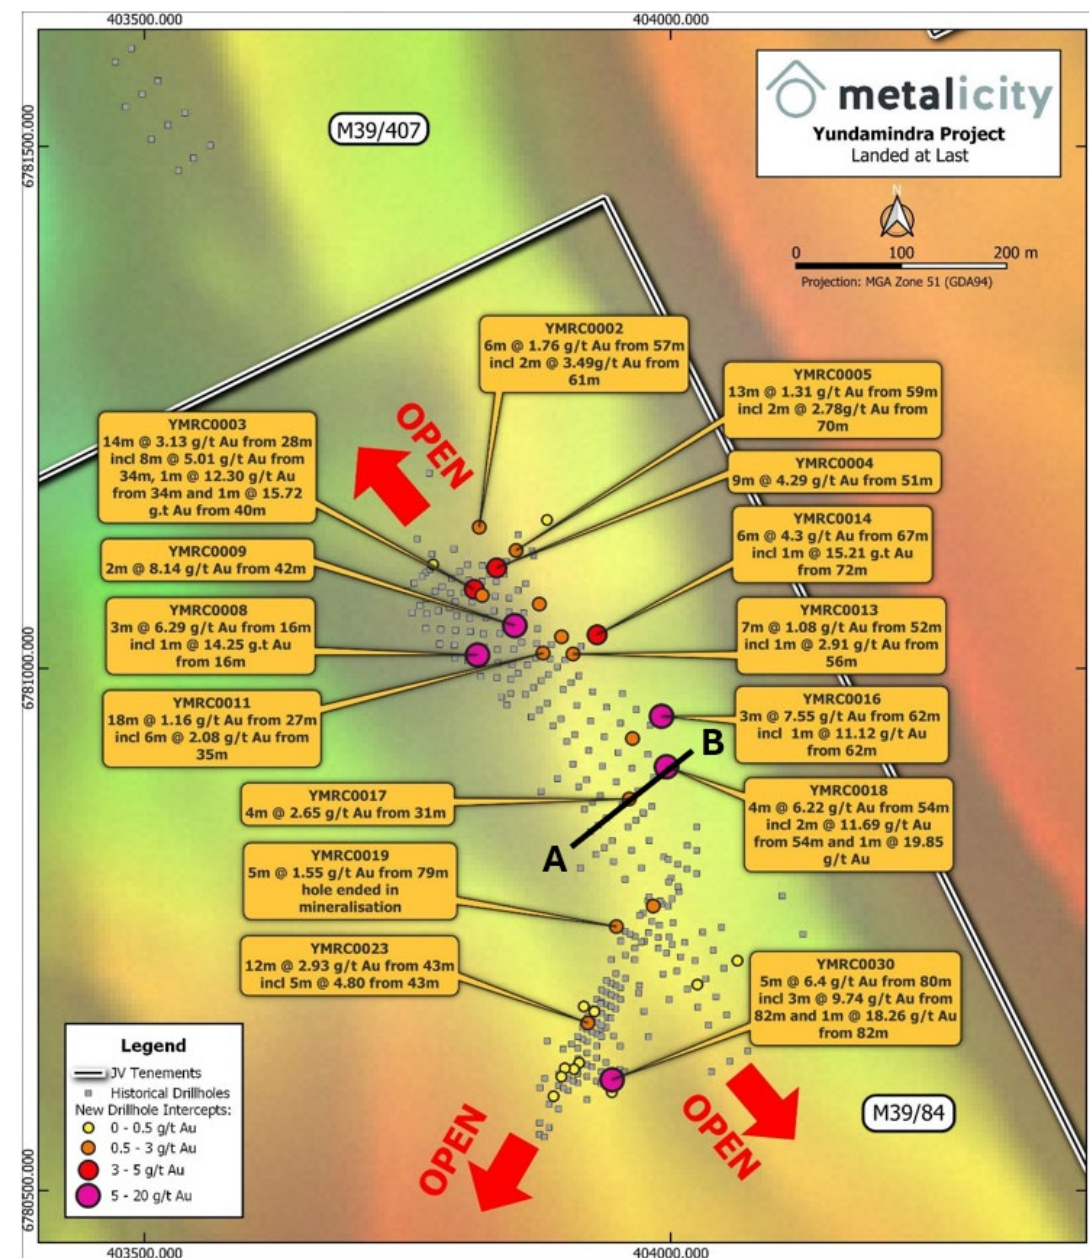 403500.000
404000.000
6781500.000
6781000.000
6780500.000
M39/407
metalicity
Yundamindra Project
Landed at Last
N
0 100 200 m
Projection: MGA Zone 51 (GDA94)
YMRC0002
6m @ 1.76 g/t Au from 57m
incl 2m @ 3.49g/t Au from
61m
YMRC0005
13m @ 1.31 g/t Au from 59m
incl 2m @ 2.78g/t Au from
70m
YMRC0003
14m @ 3.13 g/t Au from 28m
incl 8m @ 5.01 g/t Au from
34m, 1m @ 12.30 g/t Au
from 34m and 1m @ 15.72
g.t Au from 40m
OPEN
YMRC0004
9m @ 4.29 g/t Au from 51m
YMRC0014
6m @ 4.3 g/t Au from 67m
incl 1m @ 15.21 g.t Au
from 72m
YMRC0009
2m @ 8.14 g/t Au from 42m
YMRC0008
3m @ 6.29 g/t Au from 16m
incl 1m @ 14.25 g.t Au
from 16m
YMRC0013
7m @ 1.08 g/t Au from 52m
incl 1m @ 2.91 g/t Au from
56m
YMRC0011
18m @ 1.16 g/t Au from 27m
incl 6m @ 2.08 g/t Au from
35m
YMRC0016
3m @ 7.55 g/t Au from 62m
incl 1m @ 11.12 g/t Au
from 62m
B
A
YMRC0017
4m @ 2.65 g/t Au from 31m
YMRC0018
4m @ 6.22 g/t Au from 54m
incl 2m @ 11.69 g/t Au
from 54m and 1m @ 19.85
g/t Au
YMRC0019
5m @ 1.55 g/t Au from 79m
hole ended in
mineralisation
YMRC0023
12m @ 2.93 g/t Au from 43m
incl 5m @ 4.80 from 43m
YMRC0030
5m @ 6.4 g/t Au from 80m
incl 3m @ 9.74 g/t Au from
82m and 1m @ 18.26 g/t Au
from 82m
OPEN
OPEN
M39/84
Legend
JV Tenements
Historical Drillholes
New Drillhole Intercepts:
0 - 0.5 g/t Au
0.5 - 3 g/t Au
3 - 5 g/t Au
5 - 20 g/t Au
403500.000
404000.000